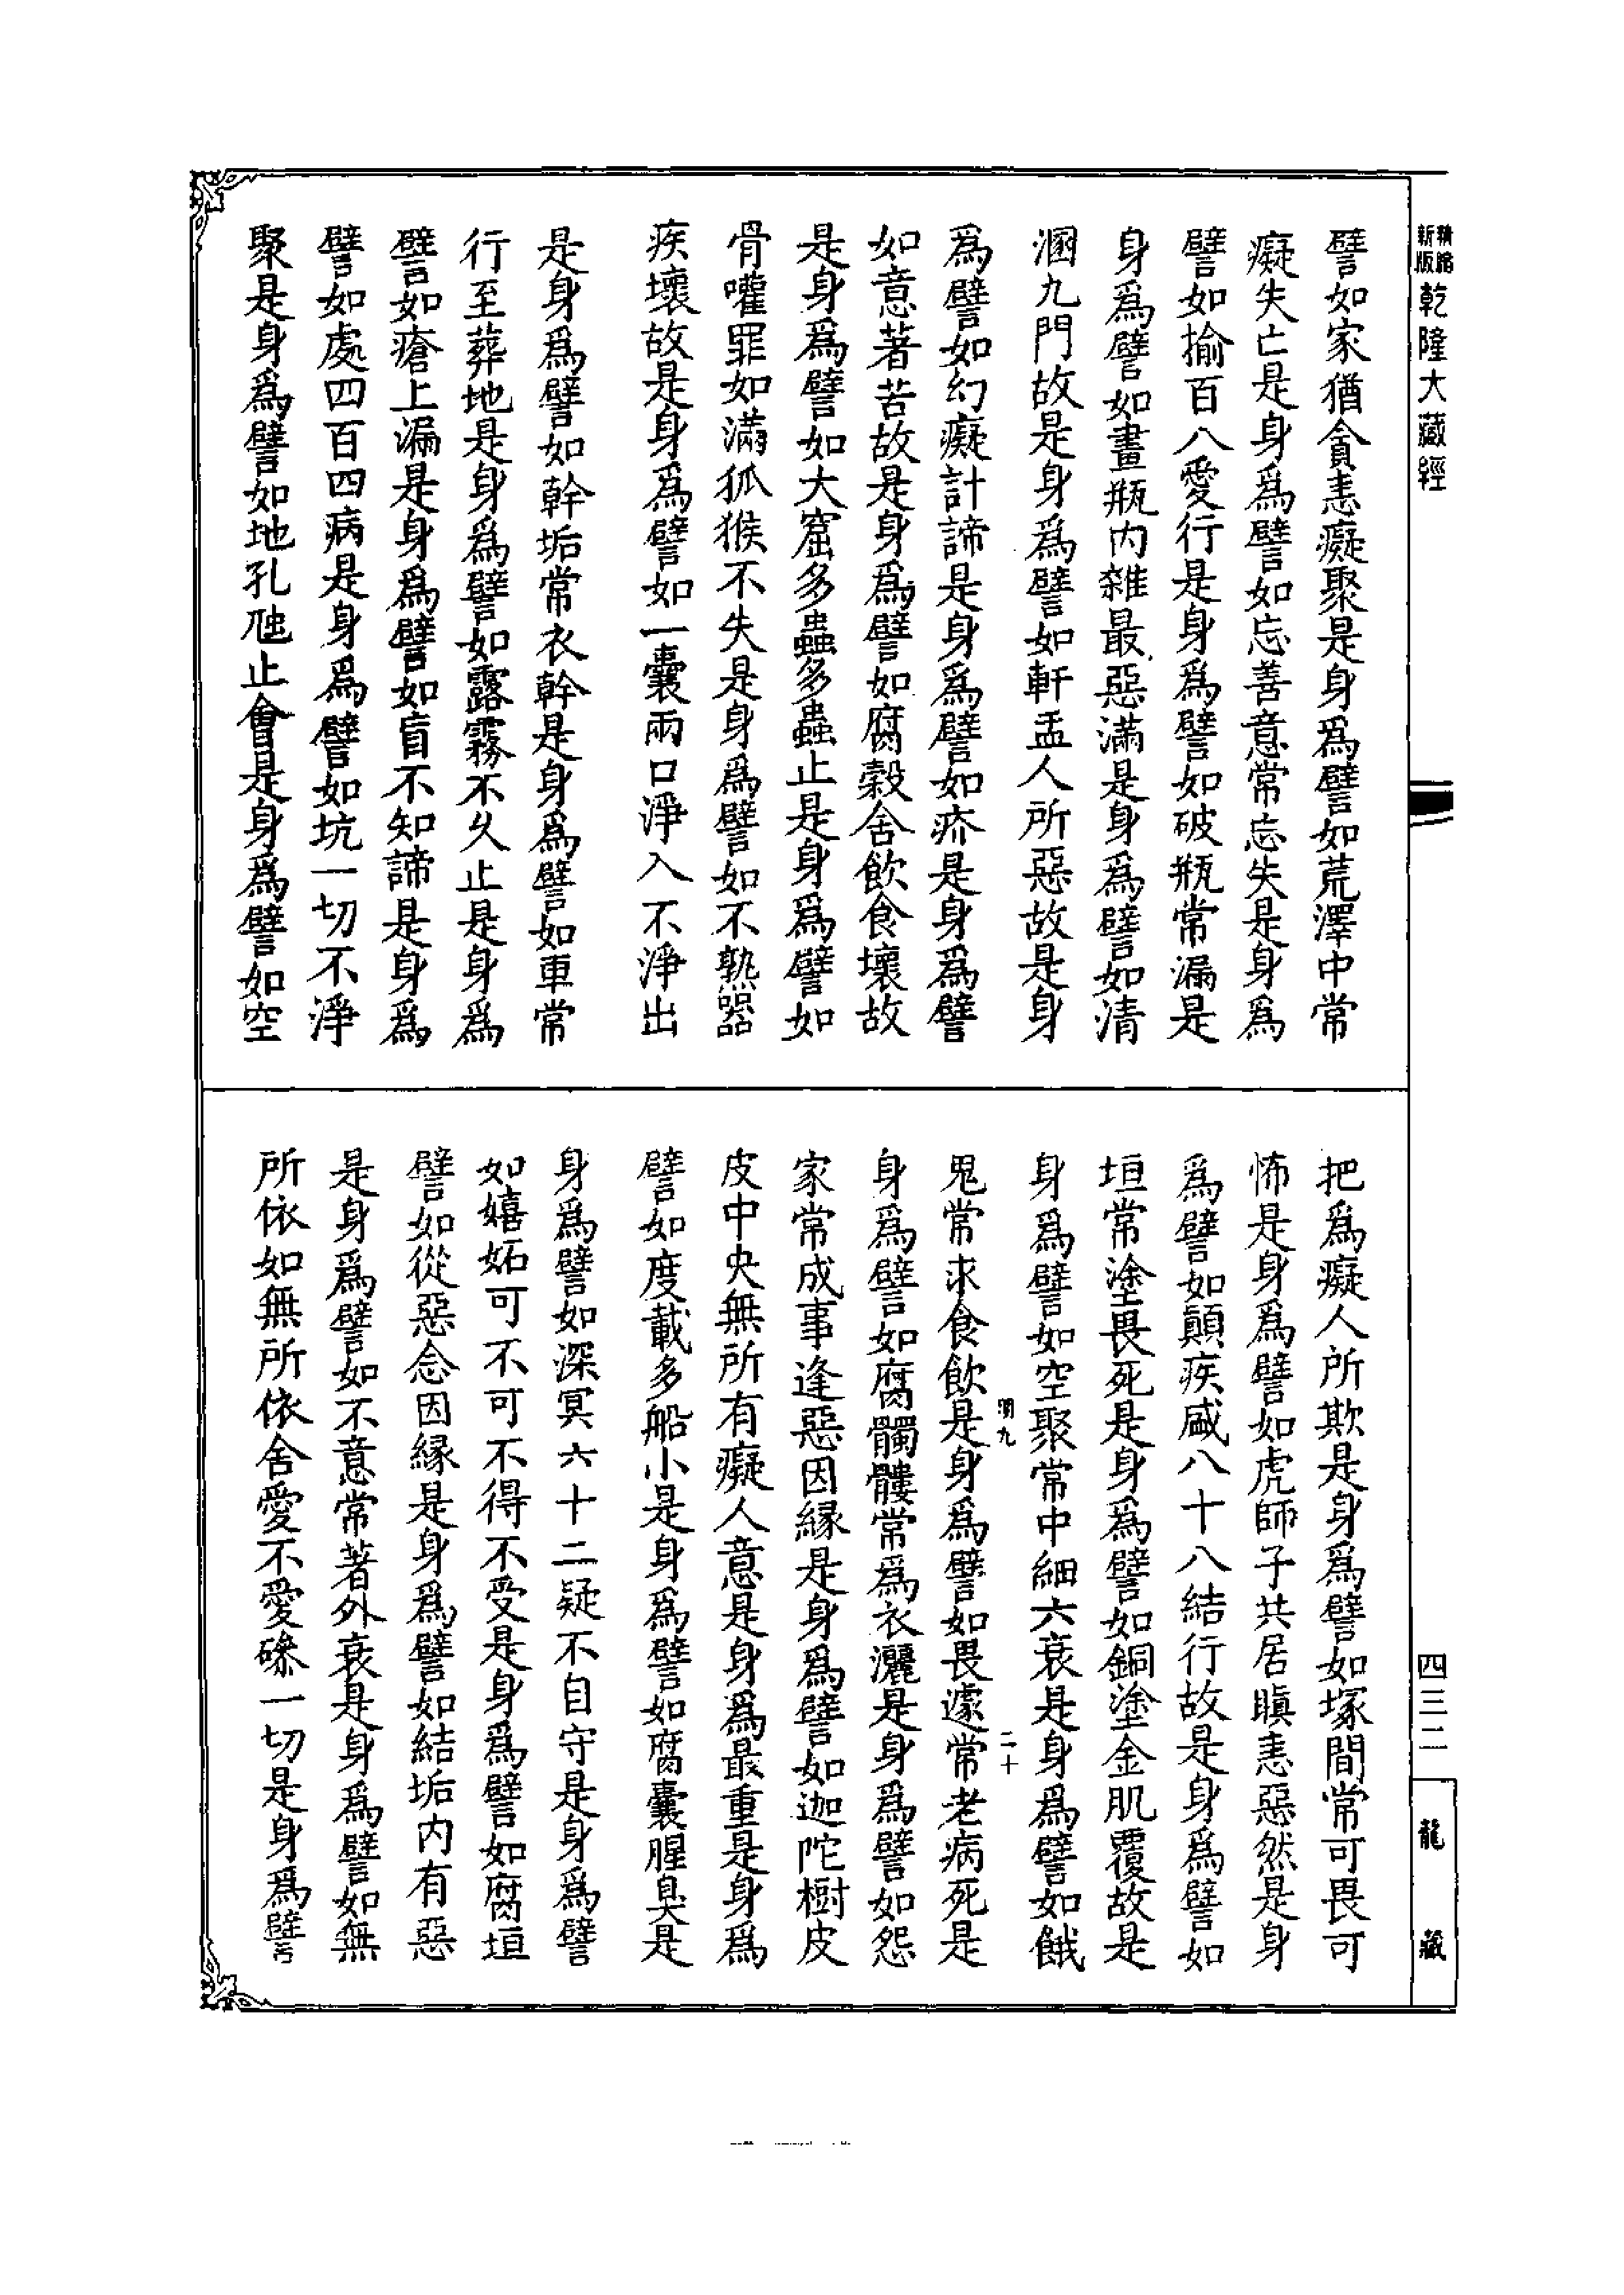 精縮新版乾隆大藏經
譬如家猶貪恚癡聚是身爲譬如荒澤中常
癡失亡是身爲譬如忘善意常忘失是身爲
譬如揄百八愛行是身爲譬如破瓶常漏是
身爲譬如畫瓶内雜最惡滿是身爲譬如清
溷九門故是身爲譬如軒盂人所惡故是身
爲譬如幻癡計諦是身爲譬如疥是身爲譬
如意著苦故是身爲譬如腐穀舍飲食壞故
是身爲譬如大窟多蟲多蟲止是身爲譬如
骨嚾罪如滿狐猴不失是身爲譬如不熟器
疾壞故是身爲譬如一囊兩口淨入不淨出
是身爲譬如幹垢常衣幹是身爲譬如車常
行至葬地是身爲譬如露霧不久止是身爲
譬如瘡上漏是身爲譬如盲不知諦是身爲
譬如處四百四病是身爲譬如坑一切不淨
聚是身爲譬如地孔虺止會是身爲譬如空
把爲癡人所欺是身爲譬如塚間常可畏可
怖是身爲譬如虎師子共居瞋恚惡然是身
爲譬如顛疾感八十八結行故是身爲譬如
垣常塗畏死是身爲譬如銅塗金肌覆故是
身爲譬如空聚常中細六衰是身爲譬如餓
鬼常求食飲是身爲譬如畏遽常老病死是
身爲譬如腐髑髏常爲衣灑是身爲譬如怨
家常成事逢惡因緣是身爲譬如迦陀樹皮
皮中央無所有癡人意是身爲最重是身爲
譬如度載多船小是身爲譬如腐囊腥臭是
身爲譬如深冥六十二疑不自守是身爲譬
如嬉妬可不可不得不受是身爲譬如腐垣
譬如從惡念因緣是身爲譬如結垢内有惡
是身爲譬如不意常著外衰是身爲譬如無
所依如無所依舍愛不愛磣一切是身爲譬
明九
二十
四三二
龍藏